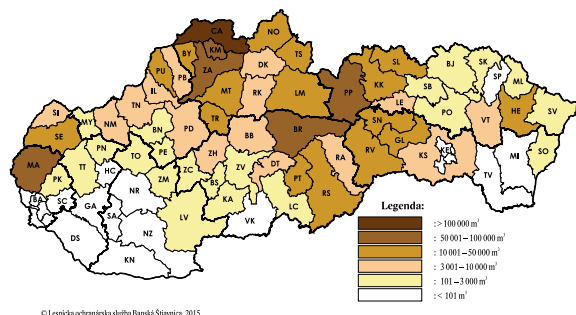 CA
NO
KM
BY
TS
ZA
PU
PB
DK
IL
MT
RK
LM
PP
SL
KK
BJ
SK
SP
ML
SB
HE
SV
LE
PO
VT
SI
TN
MY
NM
SE
BN
PD
TR
BB
BR
SN
GL
RV
KS
KE
SO
MI
TV
MA
PK
TT
PN
TO
PE
ZH
ZV
DT
RA
HC
ZM
ZC
BS
PT
RS
BA
SC
GA
NR
SA
LV
KA
VK
LC
DS
NZ
KN
Legenda:
: > 100 000 m³
: 50 001–100 000 m³
: 10 001–50 000 m³
: 3 001–10 000 m³
: 101–3 000 m³
: < 101 m³
© Lesnícka ochranárska služba Banská Štiavnica, 2015